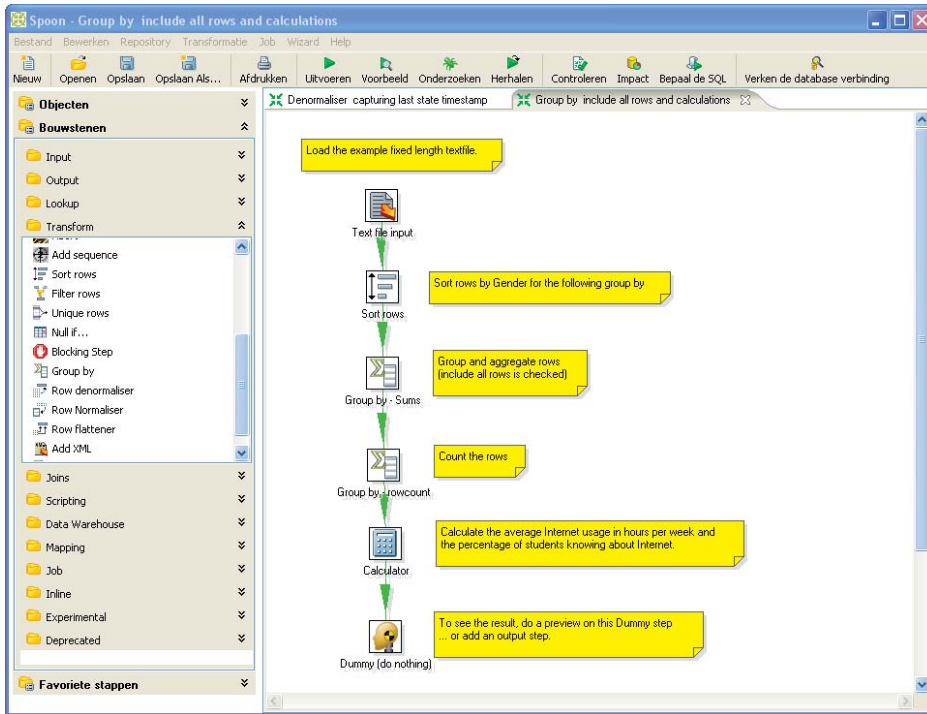 Spoon - Group by include all rows and calculations
Bestand Bewerken Repository Transformatie Job Wizard Help
Nieuw Openen Opslaan Opslaan Als... Afdrukken Uitvoeren Voorbeeld Onderzoeken Herhalen Controleren Impact Bepaal de SQL Verken de database verbinding
Objecten
Bouwstenen
Input
Output
Lookup
Transform
Add sequence
Sort rows
Filter rows
Unique rows
Null if...
Blocking Step
Group by
Row denormaliser
Row Normaliser
Row flattener
Add XML
Joins
Scripting
Data Warehouse
Mapping
Job
Inline
Experimental
Deprecated
Favoriete stappen
Denormaliser capturing last state timestamp
Group by include all rows and calculations
Load the example fixed length textfile.
Text file input
Sort rows by Gender for the following group by
Sort rows
Group and aggregate rows
(include all rows is checked)
Group by - Sums
Count the rows
Group by - rowcount
Calculate the average Internet usage in hours per week and
the percentage of students knowing about Internet.
Calculator
To see the result, do a preview on this Dummy step
... or add an output step.
Dummy (do nothing)